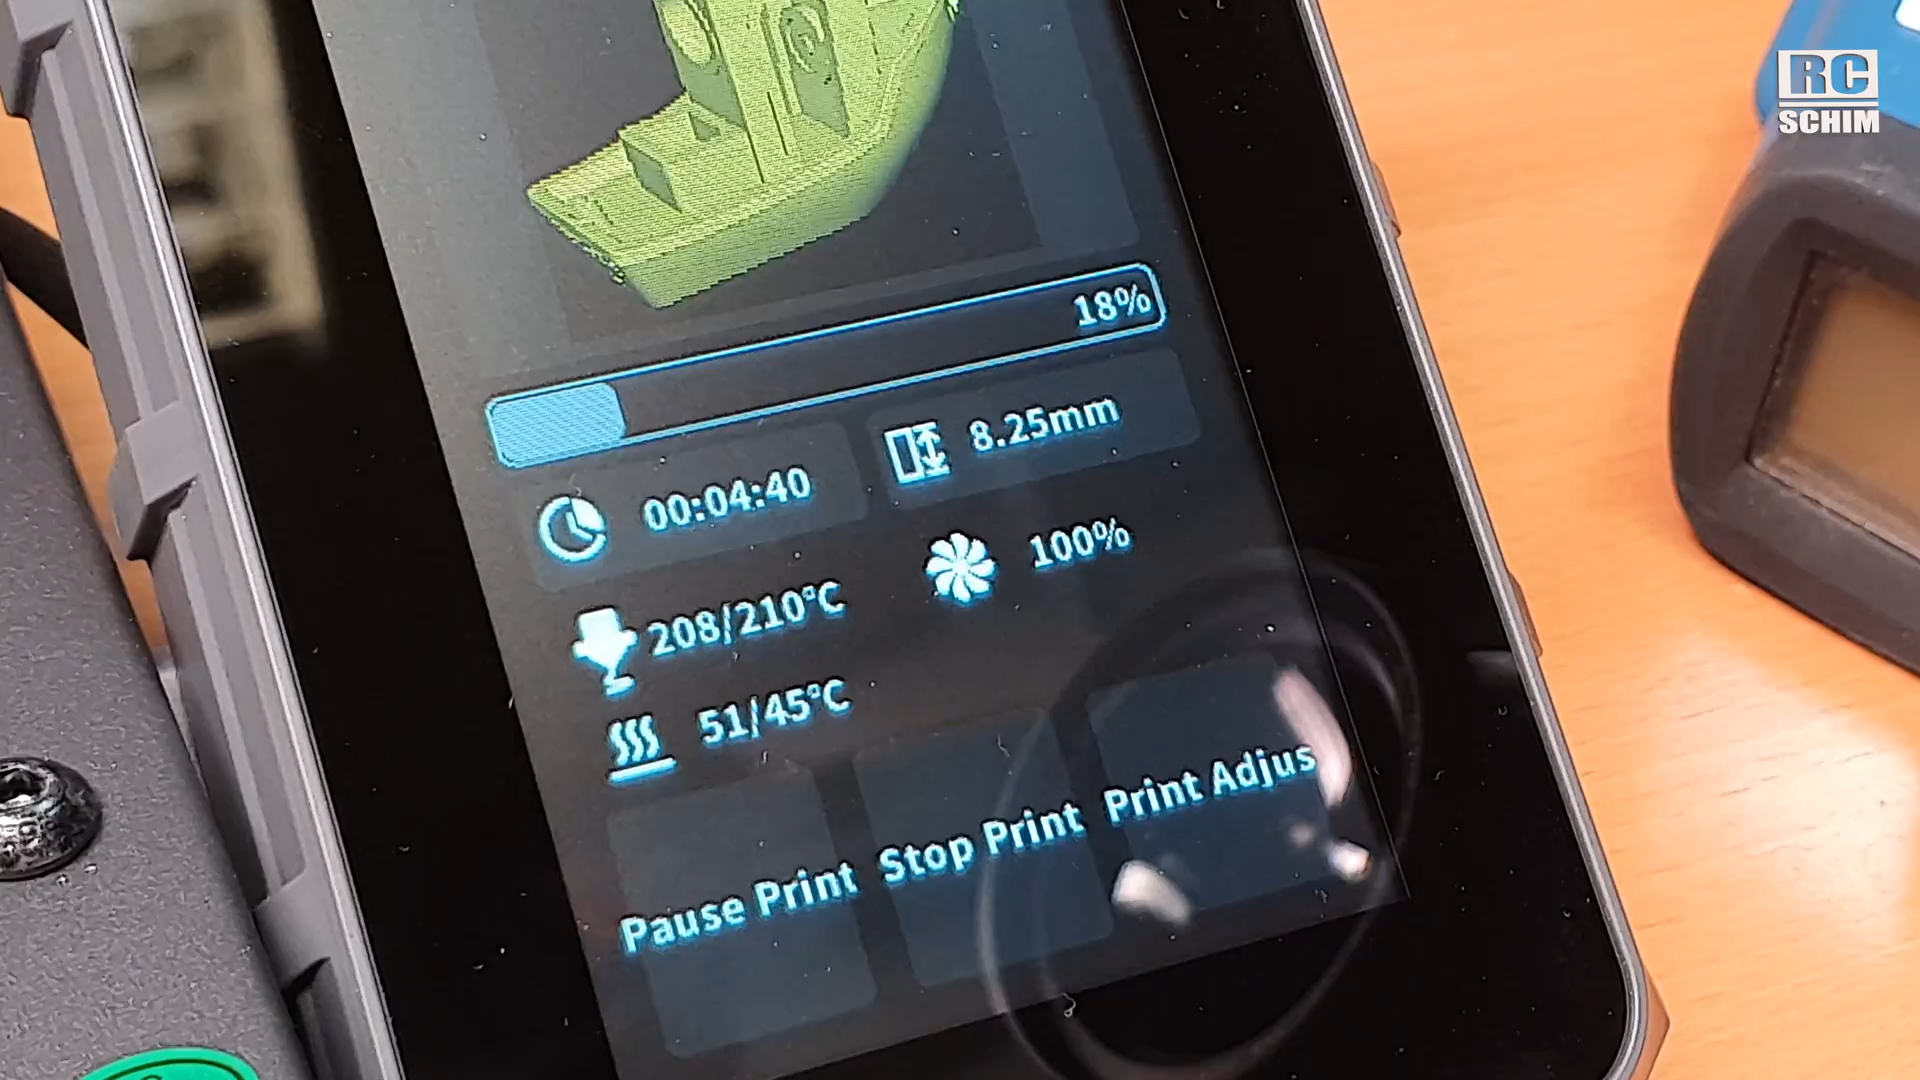 RC
SCHIM
18%
00:04:40
8.25mm
208/210°C
100%
51/45°C
Pause Print
Stop Print
Print Adjus